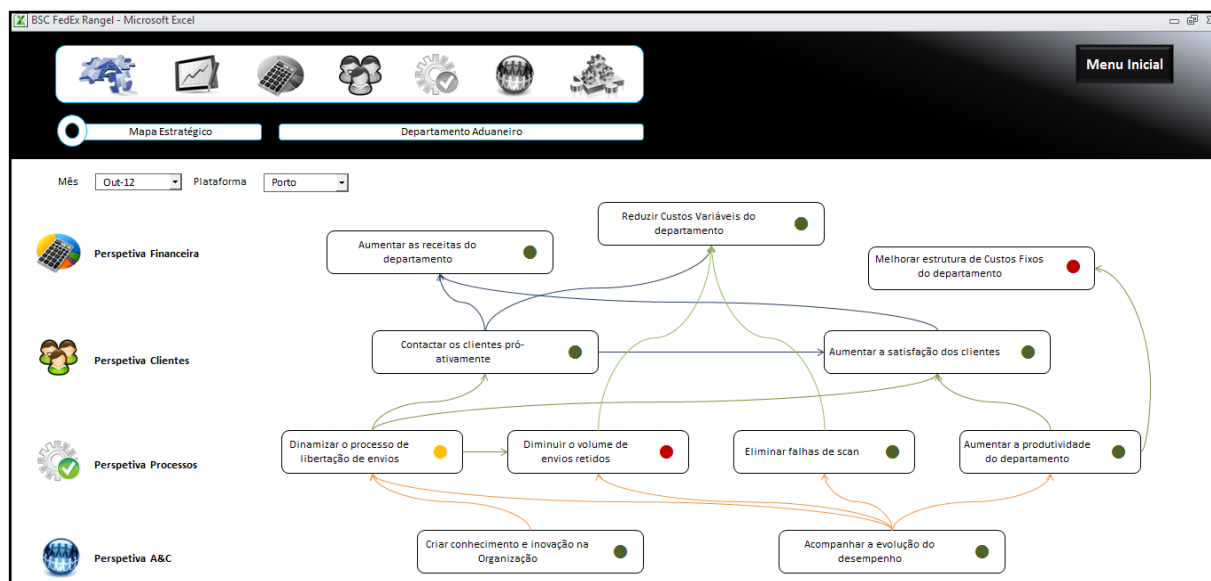 BSC FedEx Rangel - Microsoft Excel
Menu Inicial
Mapa Estratégico
Departamento Aduaneiro
Mês
Out-12
Plataforma
Porto
Perspetiva Financeira
Aumentar as receitas do
departamento
Reduzir Custos Variáveis do
departamento
Melhorar estrutura de Custos Fixos
do departamento
Perspetiva Clientes
Contactar os clientes pró-
ativamente
Aumentar a satisfação dos clientes
Perspetiva Processos
Dinamizar o processo de
libertação de envios
Diminuir o volume de
envios retidos
Eliminar falhas de scan
Aumentar a produtividade
do departamento
Perspetiva A&C
Criar conhecimento e inovação na
Organização
Acompanhar a evolução do
desempenho